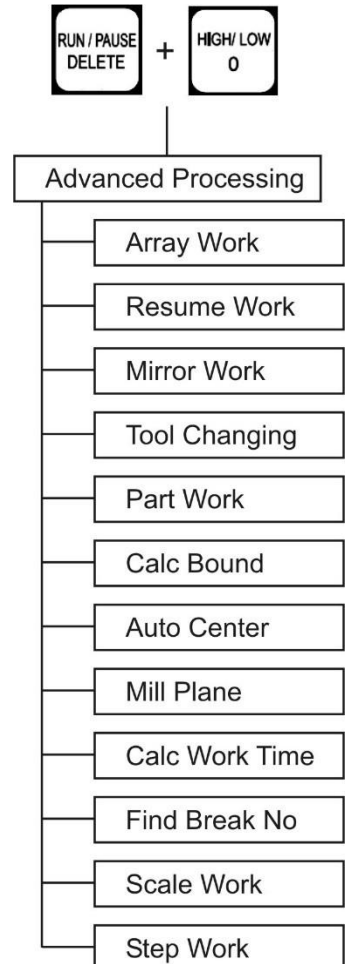 RUN / PAUSE
DELETE
+
HIGH/ LOW
0
Advanced Processing
Array Work
Resume Work
Mirror Work
Tool Changing
Part Work
Calc Bound
Auto Center
Mill Plane
Calc Work Time
Find Break No
Scale Work
Step Work